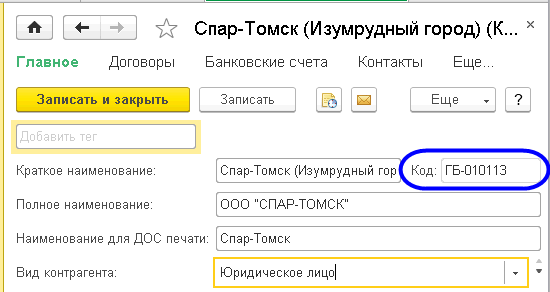 Спар-Томск (Изумрудный город) (К...
Главное Договоры Банковские счета Контакты Еще...
Записать и закрыть Записать Еще ?
Добавить тег
Краткое наименование: Спар-Томск (Изумрудный гор Код: ГБ-010113
Полное наименование: ООО "СПАР-ТОМСК"
Наименование для ДОС печати: Спар-Томск
Вид контрагента: Юридическое лицо